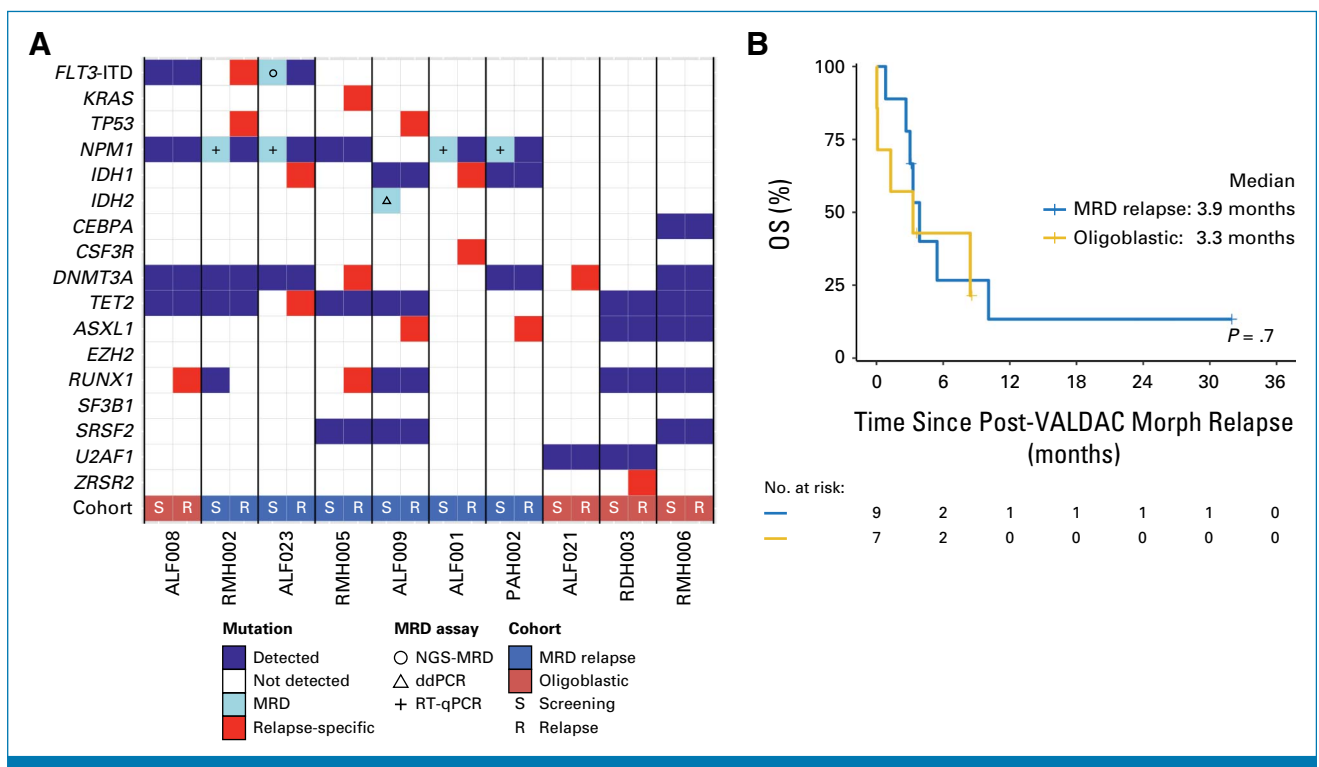 A
FLT3-ITD
KRAS
TP53
NPM1
IDH1
IDH2
CEBPA
CSF3R
DNMT3A
TET2
ASXL1
EZH2
RUNX1
SF3B1
SRSF2
U2AF1
ZRSR2
Cohort S R S R S R S R S R S R S R S R S R S R
ALF008 RMH002 ALF023 RMH005 ALF009 ALF001 PAH002 ALF021 RDH003 RMH006
Mutation
Detected
Not detected
MRD
Relapse-specific
MRD assay
NGS-MRD
ddPCR
+ RT-qPCR
Cohort
MRD relapse
Oligoblastic
S Screening
R Relapse
B
OS (%)
100
75
50
25
0
Median
MRD relapse: 3.9 months
Oligoblastic: 3.3 months
P = .7
0 6 12 18 24 30 36
Time Since Post-VALDAC Morph Relapse
(months)
No. at risk:
9 2 1 1 1 1 0
7 2 0 0 0 0 0